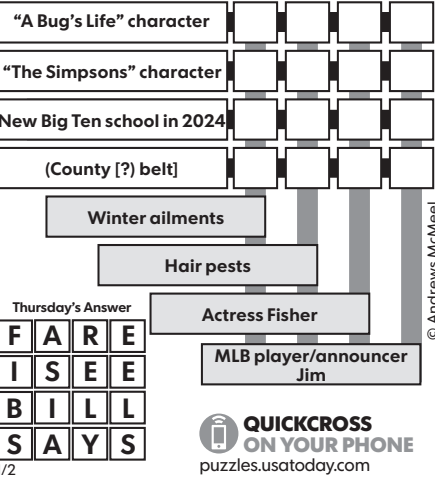 “A Bug’s Life” character
“The Simpsons” character
New Big Ten school in 2024
(County [?) belt]
Winter ailments
Hair pests
Actress Fisher
MLB player/announcer
Jim
© Andrews McMeel
Thursday’s Answer
F A R E
I S E E
B I L L
S A Y S
/2
QUICKCROSS
ON YOUR PHONE
puzzles.usatoday.com